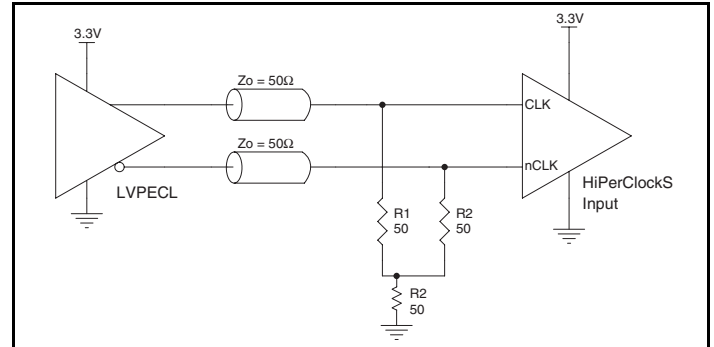 3.3V
3.3V
Zo = 50Ω
CLK
Zo = 50Ω
nCLK
LVPECL
HiPerClockS
Input
R1
50
R2
50
R2
50